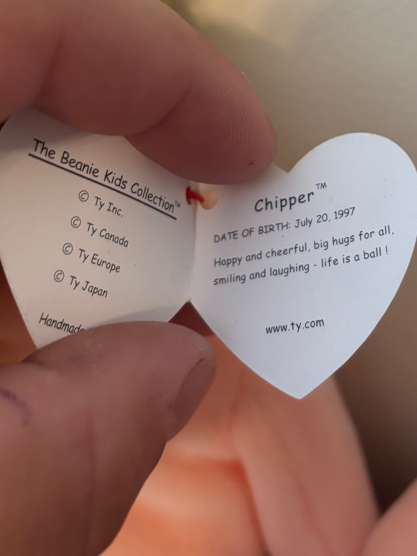 The Beanie Kids Collection™
© Ty Inc.
© Ty Canada
© Ty Europe
© Ty Japan
Chipper™
DATE OF BIRTH: July 20, 1997
Happy and cheerful, big hugs for all,
smiling and laughing - life is a ball !
www.ty.com